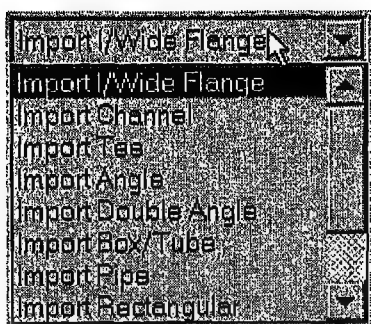 Import I/Wide Flange
Import I/Wide Flange
Import Channel
Import Tee
Import Angle
Import Double Angle
Import Box/Tube
Import Pipe
Import Rectangular